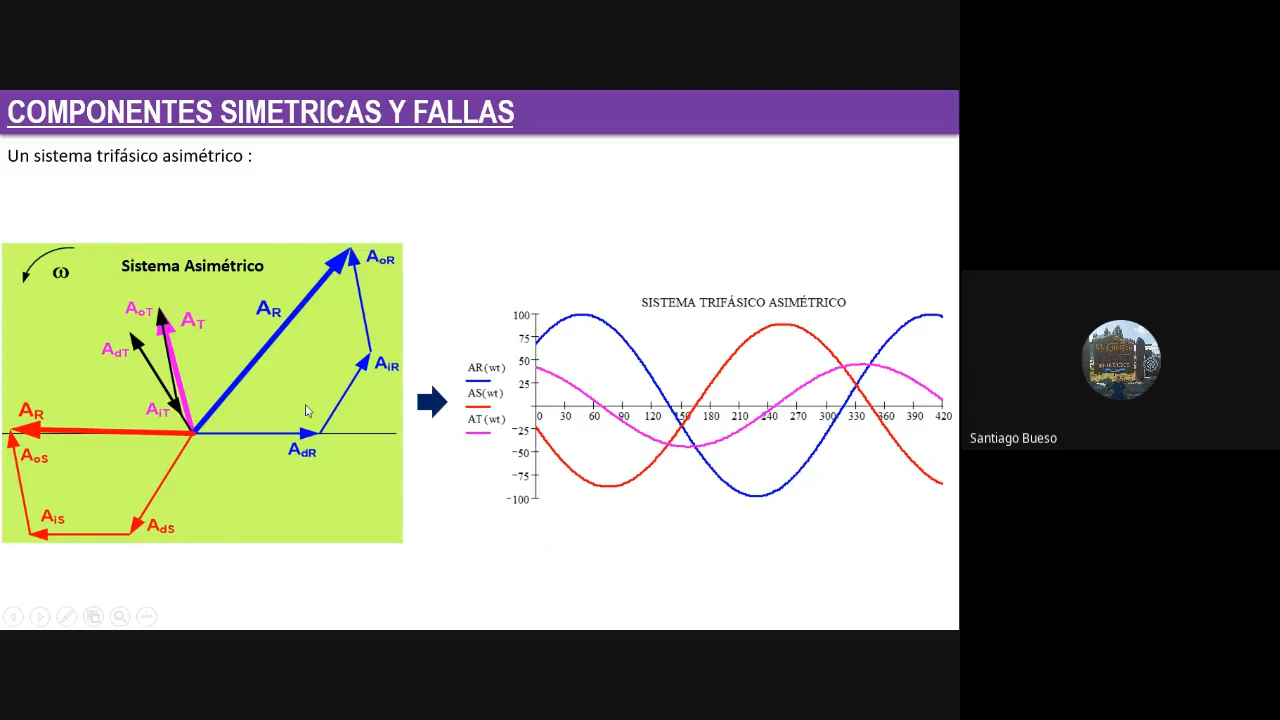 COMPONENTES SIMETRICAS Y FALLAS
Un sistema trifásico asimétrico :
ω
Sistema Asimétrico
AoR
AoT
AT
AR
AdT
AiR
AiT
AR
AdR
AoS
AiS
AdS
SISTEMA TRIFÁSICO ASIMÉTRICO
100
75
50
25
−25
−50
−75
−100
AR(wt)
AS(wt)
AT(wt)
0 30 60 90 120 150 180 210 240 270 300 330 360 390 420
Santiago Bueso